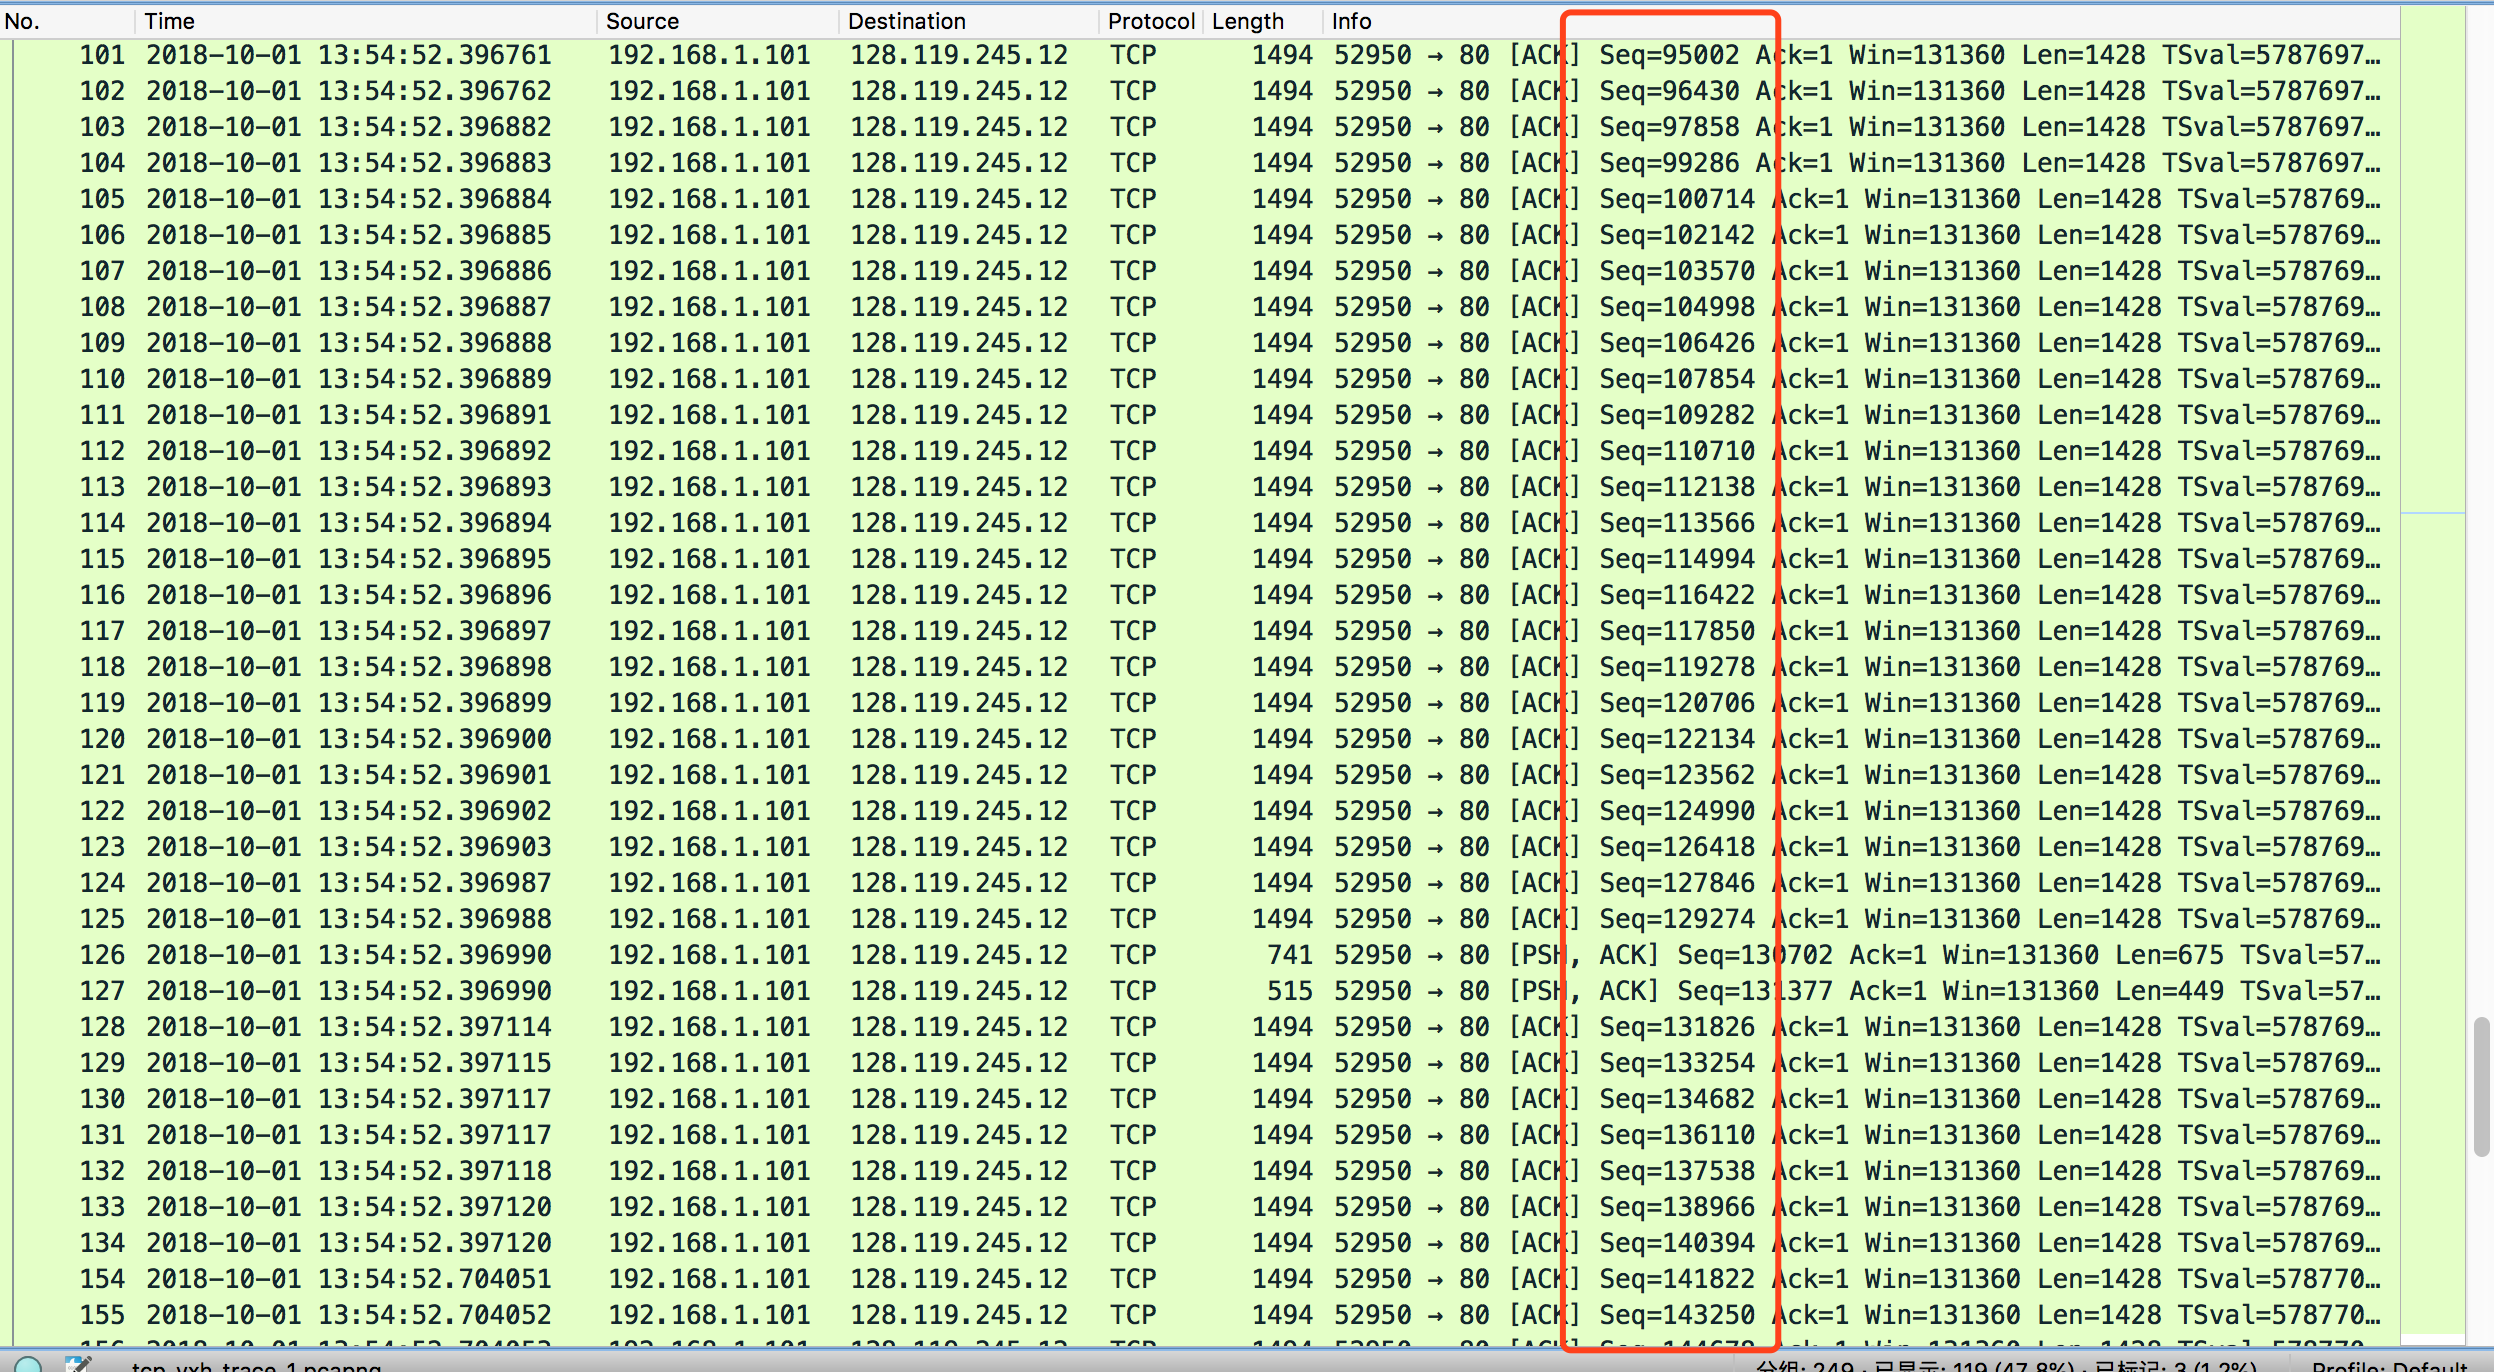 No. Time Source Destination Protocol Length Info
101 2018-10-01 13:54:52.396761 192.168.1.101 128.119.245.12 TCP 1494 52950 → 80 [ACK] Seq=95002 Ack=1 Win=131360 Len=1428 TSval=5787697…
102 2018-10-01 13:54:52.396762 192.168.1.101 128.119.245.12 TCP 1494 52950 → 80 [ACK] Seq=96430 Ack=1 Win=131360 Len=1428 TSval=5787697…
103 2018-10-01 13:54:52.396882 192.168.1.101 128.119.245.12 TCP 1494 52950 → 80 [ACK] Seq=97858 Ack=1 Win=131360 Len=1428 TSval=5787697…
104 2018-10-01 13:54:52.396883 192.168.1.101 128.119.245.12 TCP 1494 52950 → 80 [ACK] Seq=99286 Ack=1 Win=131360 Len=1428 TSval=5787697…
105 2018-10-01 13:54:52.396884 192.168.1.101 128.119.245.12 TCP 1494 52950 → 80 [ACK] Seq=100714 Ack=1 Win=131360 Len=1428 TSval=578769…
106 2018-10-01 13:54:52.396885 192.168.1.101 128.119.245.12 TCP 1494 52950 → 80 [ACK] Seq=102142 Ack=1 Win=131360 Len=1428 TSval=578769…
107 2018-10-01 13:54:52.396886 192.168.1.101 128.119.245.12 TCP 1494 52950 → 80 [ACK] Seq=103570 Ack=1 Win=131360 Len=1428 TSval=578769…
108 2018-10-01 13:54:52.396887 192.168.1.101 128.119.245.12 TCP 1494 52950 → 80 [ACK] Seq=104998 Ack=1 Win=131360 Len=1428 TSval=578769…
109 2018-10-01 13:54:52.396888 192.168.1.101 128.119.245.12 TCP 1494 52950 → 80 [ACK] Seq=106426 Ack=1 Win=131360 Len=1428 TSval=578769…
110 2018-10-01 13:54:52.396889 192.168.1.101 128.119.245.12 TCP 1494 52950 → 80 [ACK] Seq=107854 Ack=1 Win=131360 Len=1428 TSval=578769…
111 2018-10-01 13:54:52.396891 192.168.1.101 128.119.245.12 TCP 1494 52950 → 80 [ACK] Seq=109282 Ack=1 Win=131360 Len=1428 TSval=578769…
112 2018-10-01 13:54:52.396892 192.168.1.101 128.119.245.12 TCP 1494 52950 → 80 [ACK] Seq=110710 Ack=1 Win=131360 Len=1428 TSval=578769…
113 2018-10-01 13:54:52.396893 192.168.1.101 128.119.245.12 TCP 1494 52950 → 80 [ACK] Seq=112138 Ack=1 Win=131360 Len=1428 TSval=578769…
114 2018-10-01 13:54:52.396894 192.168.1.101 128.119.245.12 TCP 1494 52950 → 80 [ACK] Seq=113566 Ack=1 Win=131360 Len=1428 TSval=578769…
115 2018-10-01 13:54:52.396895 192.168.1.101 128.119.245.12 TCP 1494 52950 → 80 [ACK] Seq=114994 Ack=1 Win=131360 Len=1428 TSval=578769…
116 2018-10-01 13:54:52.396896 192.168.1.101 128.119.245.12 TCP 1494 52950 → 80 [ACK] Seq=116422 Ack=1 Win=131360 Len=1428 TSval=578769…
117 2018-10-01 13:54:52.396897 192.168.1.101 128.119.245.12 TCP 1494 52950 → 80 [ACK] Seq=117850 Ack=1 Win=131360 Len=1428 TSval=578769…
118 2018-10-01 13:54:52.396898 192.168.1.101 128.119.245.12 TCP 1494 52950 → 80 [ACK] Seq=119278 Ack=1 Win=131360 Len=1428 TSval=578769…
119 2018-10-01 13:54:52.396899 192.168.1.101 128.119.245.12 TCP 1494 52950 → 80 [ACK] Seq=120706 Ack=1 Win=131360 Len=1428 TSval=578769…
120 2018-10-01 13:54:52.396900 192.168.1.101 128.119.245.12 TCP 1494 52950 → 80 [ACK] Seq=122134 Ack=1 Win=131360 Len=1428 TSval=578769…
121 2018-10-01 13:54:52.396901 192.168.1.101 128.119.245.12 TCP 1494 52950 → 80 [ACK] Seq=123562 Ack=1 Win=131360 Len=1428 TSval=578769…
122 2018-10-01 13:54:52.396902 192.168.1.101 128.119.245.12 TCP 1494 52950 → 80 [ACK] Seq=124990 Ack=1 Win=131360 Len=1428 TSval=578769…
123 2018-10-01 13:54:52.396903 192.168.1.101 128.119.245.12 TCP 1494 52950 → 80 [ACK] Seq=126418 Ack=1 Win=131360 Len=1428 TSval=578769…
124 2018-10-01 13:54:52.396987 192.168.1.101 128.119.245.12 TCP 1494 52950 → 80 [ACK] Seq=127846 Ack=1 Win=131360 Len=1428 TSval=578769…
125 2018-10-01 13:54:52.396988 192.168.1.101 128.119.245.12 TCP 1494 52950 → 80 [ACK] Seq=129274 Ack=1 Win=131360 Len=1428 TSval=578769…
126 2018-10-01 13:54:52.396990 192.168.1.101 128.119.245.12 TCP 741 52950 → 80 [PSH, ACK] Seq=130702 Ack=1 Win=131360 Len=675 TSval=57…
127 2018-10-01 13:54:52.396990 192.168.1.101 128.119.245.12 TCP 515 52950 → 80 [PSH, ACK] Seq=131377 Ack=1 Win=131360 Len=449 TSval=57…
128 2018-10-01 13:54:52.397114 192.168.1.101 128.119.245.12 TCP 1494 52950 → 80 [ACK] Seq=131826 Ack=1 Win=131360 Len=1428 TSval=578769…
129 2018-10-01 13:54:52.397115 192.168.1.101 128.119.245.12 TCP 1494 52950 → 80 [ACK] Seq=133254 Ack=1 Win=131360 Len=1428 TSval=578769…
130 2018-10-01 13:54:52.397117 192.168.1.101 128.119.245.12 TCP 1494 52950 → 80 [ACK] Seq=134682 Ack=1 Win=131360 Len=1428 TSval=578769…
131 2018-10-01 13:54:52.397117 192.168.1.101 128.119.245.12 TCP 1494 52950 → 80 [ACK] Seq=136110 Ack=1 Win=131360 Len=1428 TSval=578769…
132 2018-10-01 13:54:52.397118 192.168.1.101 128.119.245.12 TCP 1494 52950 → 80 [ACK] Seq=137538 Ack=1 Win=131360 Len=1428 TSval=578769…
133 2018-10-01 13:54:52.397120 192.168.1.101 128.119.245.12 TCP 1494 52950 → 80 [ACK] Seq=138966 Ack=1 Win=131360 Len=1428 TSval=578769…
134 2018-10-01 13:54:52.397120 192.168.1.101 128.119.245.12 TCP 1494 52950 → 80 [ACK] Seq=140394 Ack=1 Win=131360 Len=1428 TSval=578769…
154 2018-10-01 13:54:52.704051 192.168.1.101 128.119.245.12 TCP 1494 52950 → 80 [ACK] Seq=141822 Ack=1 Win=131360 Len=1428 TSval=578770…
155 2018-10-01 13:54:52.704052 192.168.1.101 128.119.245.12 TCP 1494 52950 → 80 [ACK] Seq=143250 Ack=1 Win=131360 Len=1428 TSval=578770…
分组: 249 · 已显示: 119 (47.8%) · 已标记: 3 (1.2%) Profile: Default